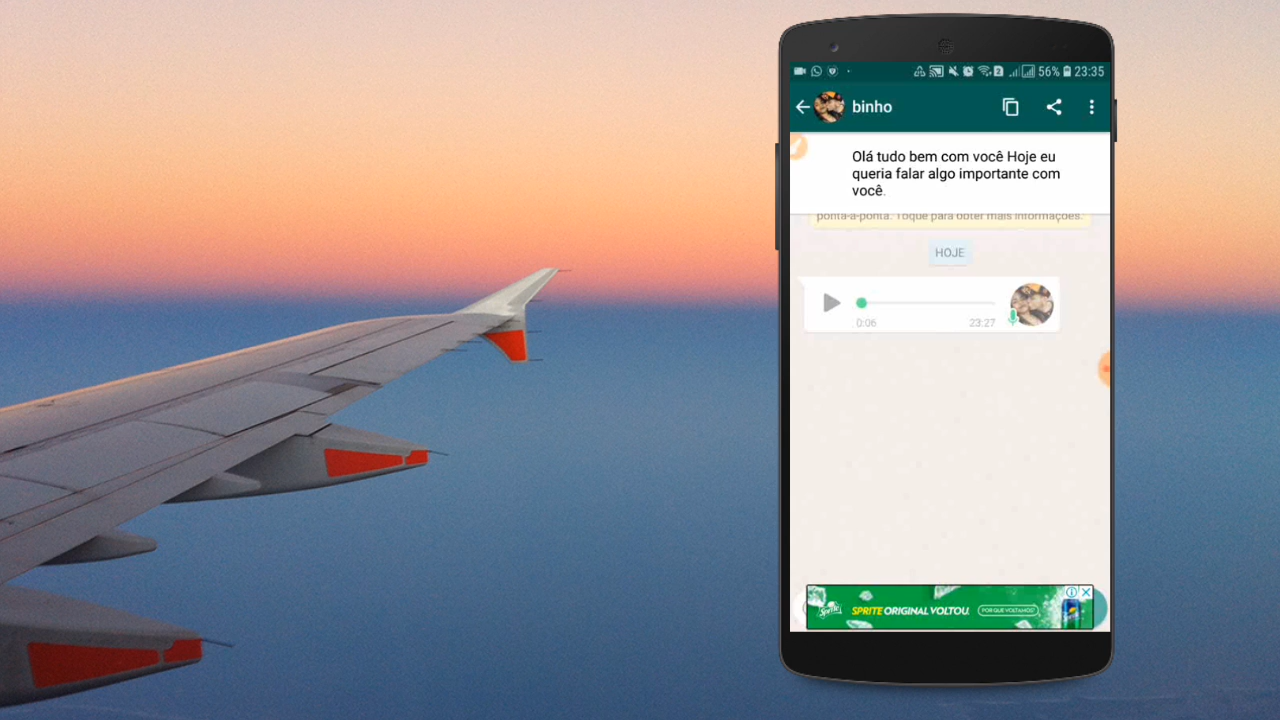 56% 23:35
binho
Olá tudo bem com você Hoje eu
queria falar algo importante com
você.
ponta-a-ponta. Toque para obter mais informações.
HOJE
0:06 23:27
Sprite
SPRITE ORIGINAL VOLTOU.
POR QUE VOLTAMOS?